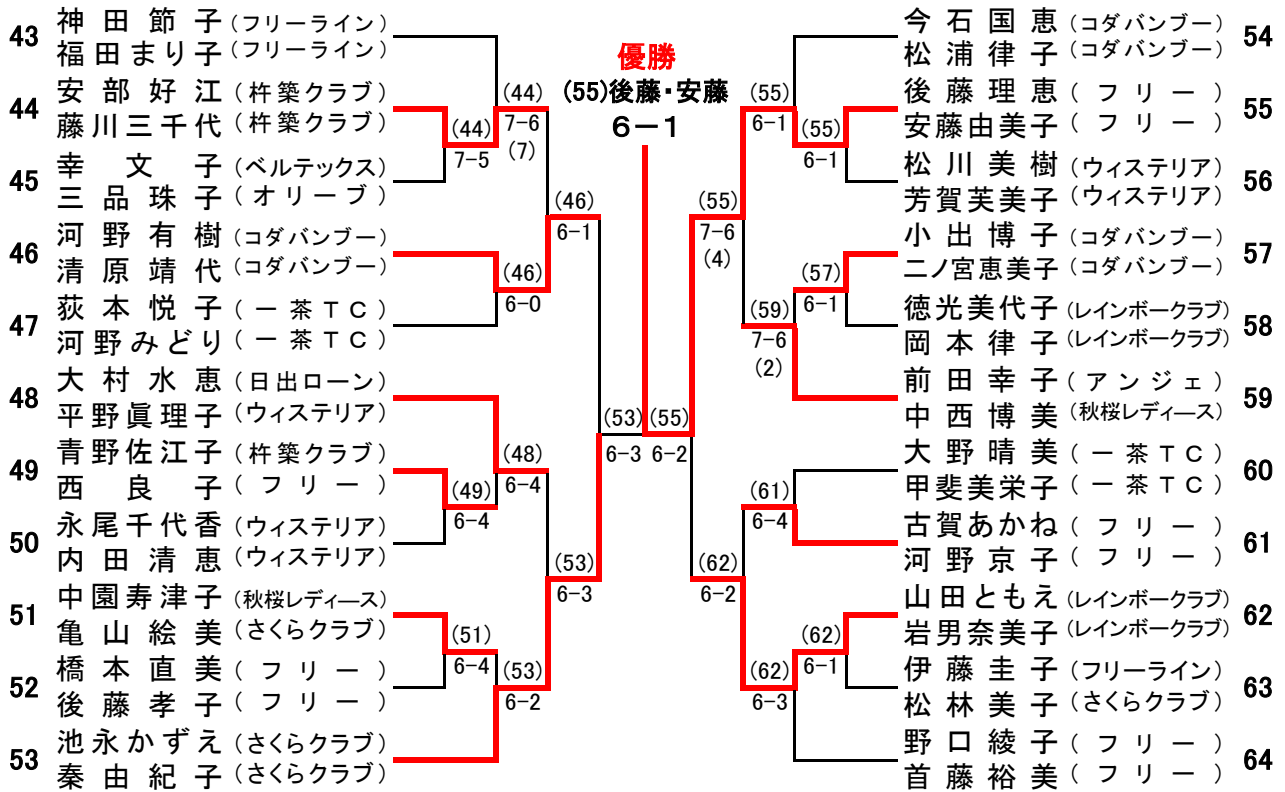 優勝
(55)後藤・安藤
6－1
43
神田節子(フリーライン)
福田まり子(フリーライン)
44
安部好江(杵築クラブ)
藤川三千代(杵築クラブ)
45
幸文子(ベルテックス)
三品珠子(オリーブ)
46
河野有樹(コダバンブー)
清原靖代(コダバンブー)
47
荻本悦子(一茶TC)
河野みどり(一茶TC)
48
大村水恵(日出ローン)
平野眞理子(ウィステリア)
49
青野佐江子(杵築クラブ)
西良子(フリー)
50
永尾千代香(ウィステリア)
内田清恵(ウィステリア)
51
中園寿津子(秋桜レディース)
亀山絵美(さくらクラブ)
52
橋本直美(フリー)
後藤孝子(フリー)
53
池永かずえ(さくらクラブ)
秦由紀子(さくらクラブ)
(44)
7-5
(49)
6-4
(51)
6-4
(44)
7-6
(7)
(46)
6-0
(48)
6-4
(53)
6-2
(46)
6-1
(53)
6-3
(53)
6-3
(55)
6-2
(55)
7-6
(4)
(62)
6-2
(55)
6-1
(59)
7-6
(2)
(61)
6-4
(62)
6-3
(55)
6-1
(57)
6-1
(62)
6-1
今石国恵(コダバンブー)
松浦律子(コダバンブー)
54
後藤理恵(フリー)
安藤由美子(フリー)
55
松川美樹(ウィステリア)
芳賀芙美子(ウィステリア)
56
小出博子(コダバンブー)
二ノ宮恵美子(コダバンブー)
57
徳光美代子(レインボークラブ)
岡本律子(レインボークラブ)
58
前田幸子(アンジェ)
中西博美(秋桜レディース)
59
大野晴美(一茶TC)
甲斐美栄子(一茶TC)
60
古賀あかね(フリー)
河野京子(フリー)
61
山田ともえ(レインボークラブ)
岩男奈美子(レインボークラブ)
62
伊藤圭子(フリーライン)
松林美子(さくらクラブ)
63
野口綾子(フリー)
首藤裕美(フリー)
64